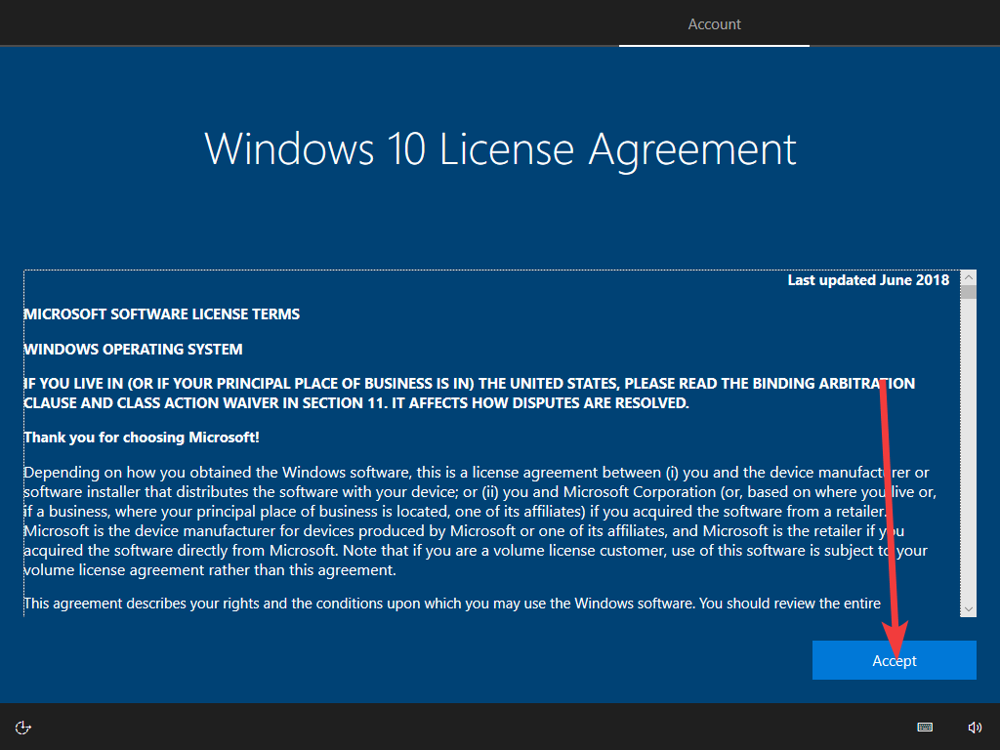 Account
Windows 10 License Agreement
Last updated June 2018
MICROSOFT SOFTWARE LICENSE TERMS
WINDOWS OPERATING SYSTEM
IF YOU LIVE IN (OR IF YOUR PRINCIPAL PLACE OF BUSINESS IS IN) THE UNITED STATES, PLEASE READ THE BINDING ARBITRATION
CLAUSE AND CLASS ACTION WAIVER IN SECTION 11. IT AFFECTS HOW DISPUTES ARE RESOLVED.
Thank you for choosing Microsoft!
Depending on how you obtained the Windows software, this is a license agreement between (i) you and the device manufacturer or
software installer that distributes the software with your device; or (ii) you and Microsoft Corporation (or, based on where you live or,
if a business, where your principal place of business is located, one of its affiliates) if you acquired the software from a retailer.
Microsoft is the device manufacturer for devices produced by Microsoft or one of its affiliates, and Microsoft is the retailer if you
acquired the software directly from Microsoft. Note that if you are a volume license customer, use of this software is subject to your
volume license agreement rather than this agreement.
This agreement describes your rights and the conditions upon which you may use the Windows software. You should review the entire
Accept